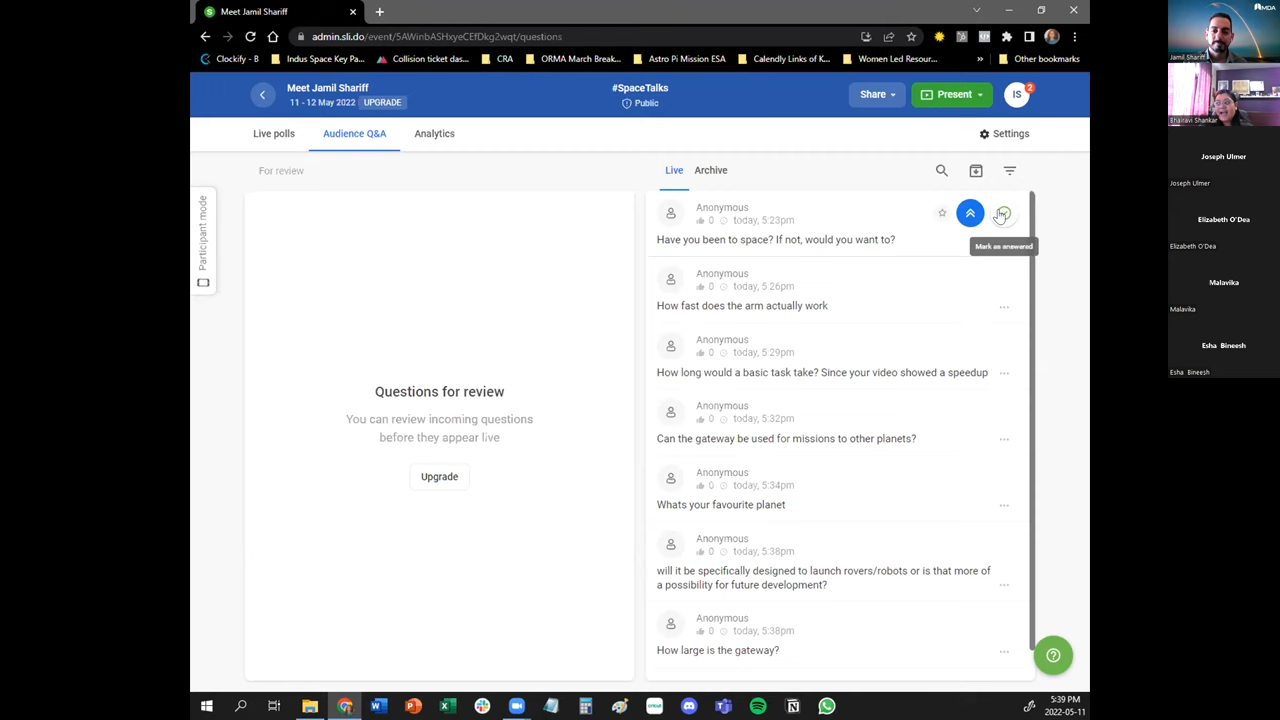 Meet Jamil Shariff
admin.sli.do/event/5AWinbASHxyeCEfDkg2wqt/questions
Clockify - B
Indus Space Key Pa...
Collision ticket das...
CRA
ORMA March Break...
Astro Pi Mission ESA
Calendly Links of K...
Women Led Resour...
»
Other bookmarks
Meet Jamil Shariff
11 - 12 May 2022 UPGRADE
#SpaceTalks
Public
Share
Present
IS
2
Live polls
Audience Q&A
Analytics
Settings
Participant mode
For review
Questions for review
You can review incoming questions
before they appear live
Upgrade
Live
Archive
Anonymous
0 today, 5:23pm
Have you been to space? If not, would you want to?
Mark as answered
Anonymous
0 today, 5:26pm
How fast does the arm actually work
Anonymous
0 today, 5:29pm
How long would a basic task take? Since your video showed a speedup
Anonymous
0 today, 5:32pm
Can the gateway be used for missions to other planets?
Anonymous
0 today, 5:34pm
Whats your favourite planet
Anonymous
0 today, 5:38pm
will it be specifically designed to launch rovers/robots or is that more of
a possibility for future development?
Anonymous
0 today, 5:38pm
How large is the gateway?
5:39 PM
2022-05-11
MDA
Jamil Shariff
Bhairavi Shankar
Joseph Ulmer
Joseph Ulmer
Elizabeth O'Dea
Elizabeth O'Dea
Malavika
Malavika
Esha Bineesh
Esha Bineesh